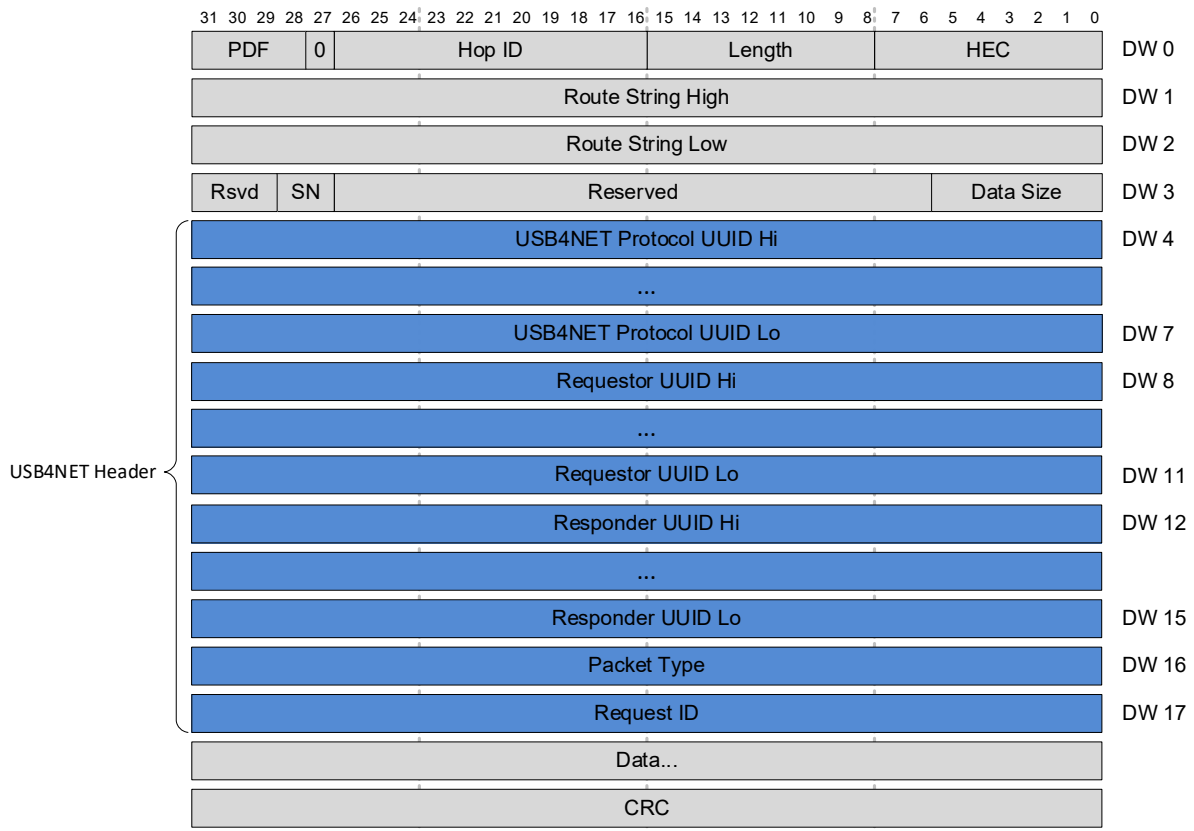 31 30 29 28 27 26 25 24 23 22 21 20 19 18 17 16 15 14 13 12 11 10 9 8 7 6 5 4 3 2 1 0
PDF 0 Hop ID Length HEC DW 0
Route String High DW 1
Route String Low DW 2
Rsvd SN Reserved Data Size DW 3
USB4NET Protocol UUID Hi DW 4
...
USB4NET Protocol UUID Lo DW 7
Requestor UUID Hi DW 8
...
USB4NET Header Requestor UUID Lo DW 11
Responder UUID Hi DW 12
...
Responder UUID Lo DW 15
Packet Type DW 16
Request ID DW 17
Data...
CRC